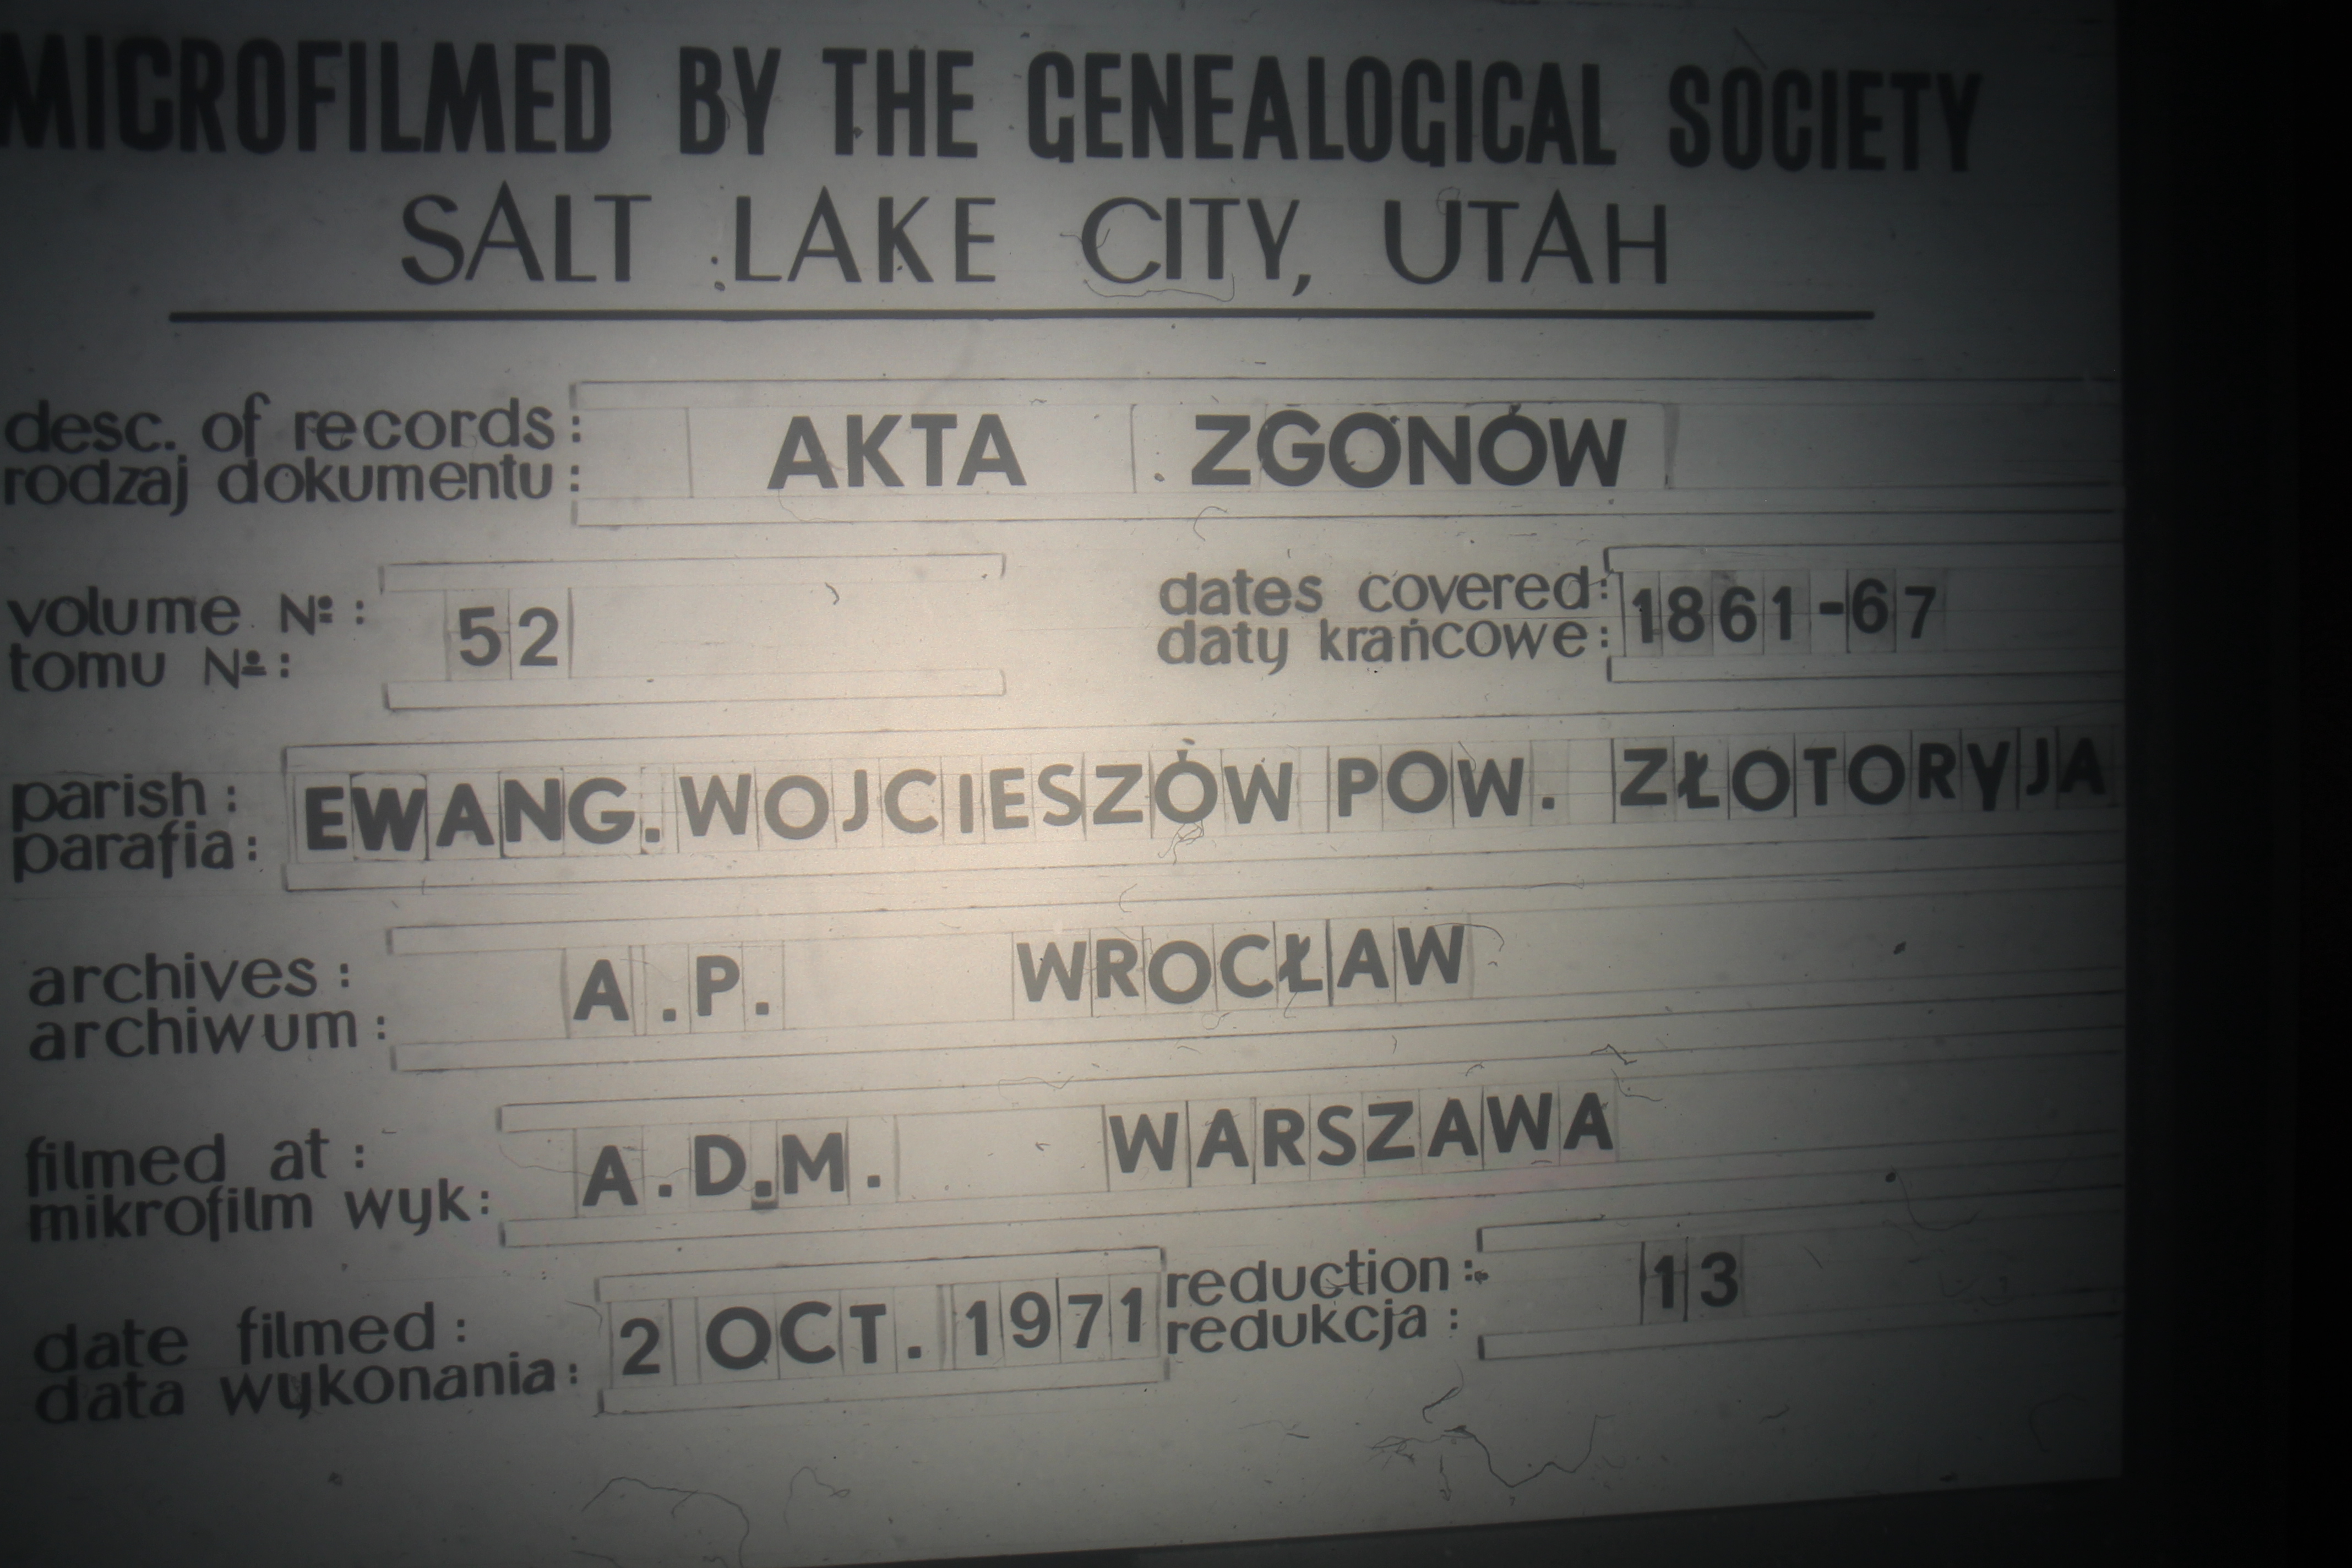 MICROFILMED BY THE GENEALOGICAL SOCIETY
SALT LAKE CITY, UTAH
desc. of records: AKTA ZGONÓW
rodzaj dokumentu:
volume Nº: 52
tomu Nº:
dates covered: 1861-67
daty krańcowe:
parish: EWANG. WOJCIESZÓW POW. ZŁOTORYJA
parafia:
archives: A.P. WROCŁAW
archiwum:
filmed at: A.D.M. WARSZAWA
mikrofilm wyk:
date filmed: 2 OCT. 1971
data wykonania:
reduction: 13
redukcja: